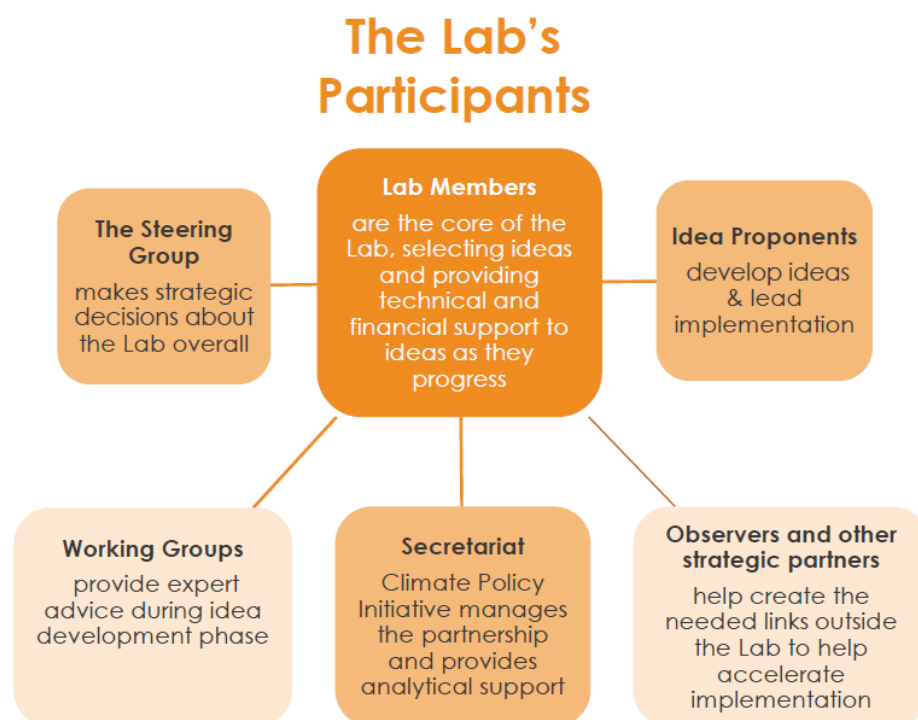 The Lab's
Participants
Lab Members
are the core of the
Lab, selecting ideas
and providing
technical and
financial support to
ideas as they
progress
The Steering
Group
makes strategic
decisions about
the Lab overall
Idea Proponents
develop ideas
& lead
implementation
Working Groups
provide expert
advice during idea
development phase
Secretariat
Climate Policy
Initiative manages
the partnership
and provides
analytical support
Observers and other
strategic partners
help create the
needed links outside
the Lab to help
accelerate
implementation